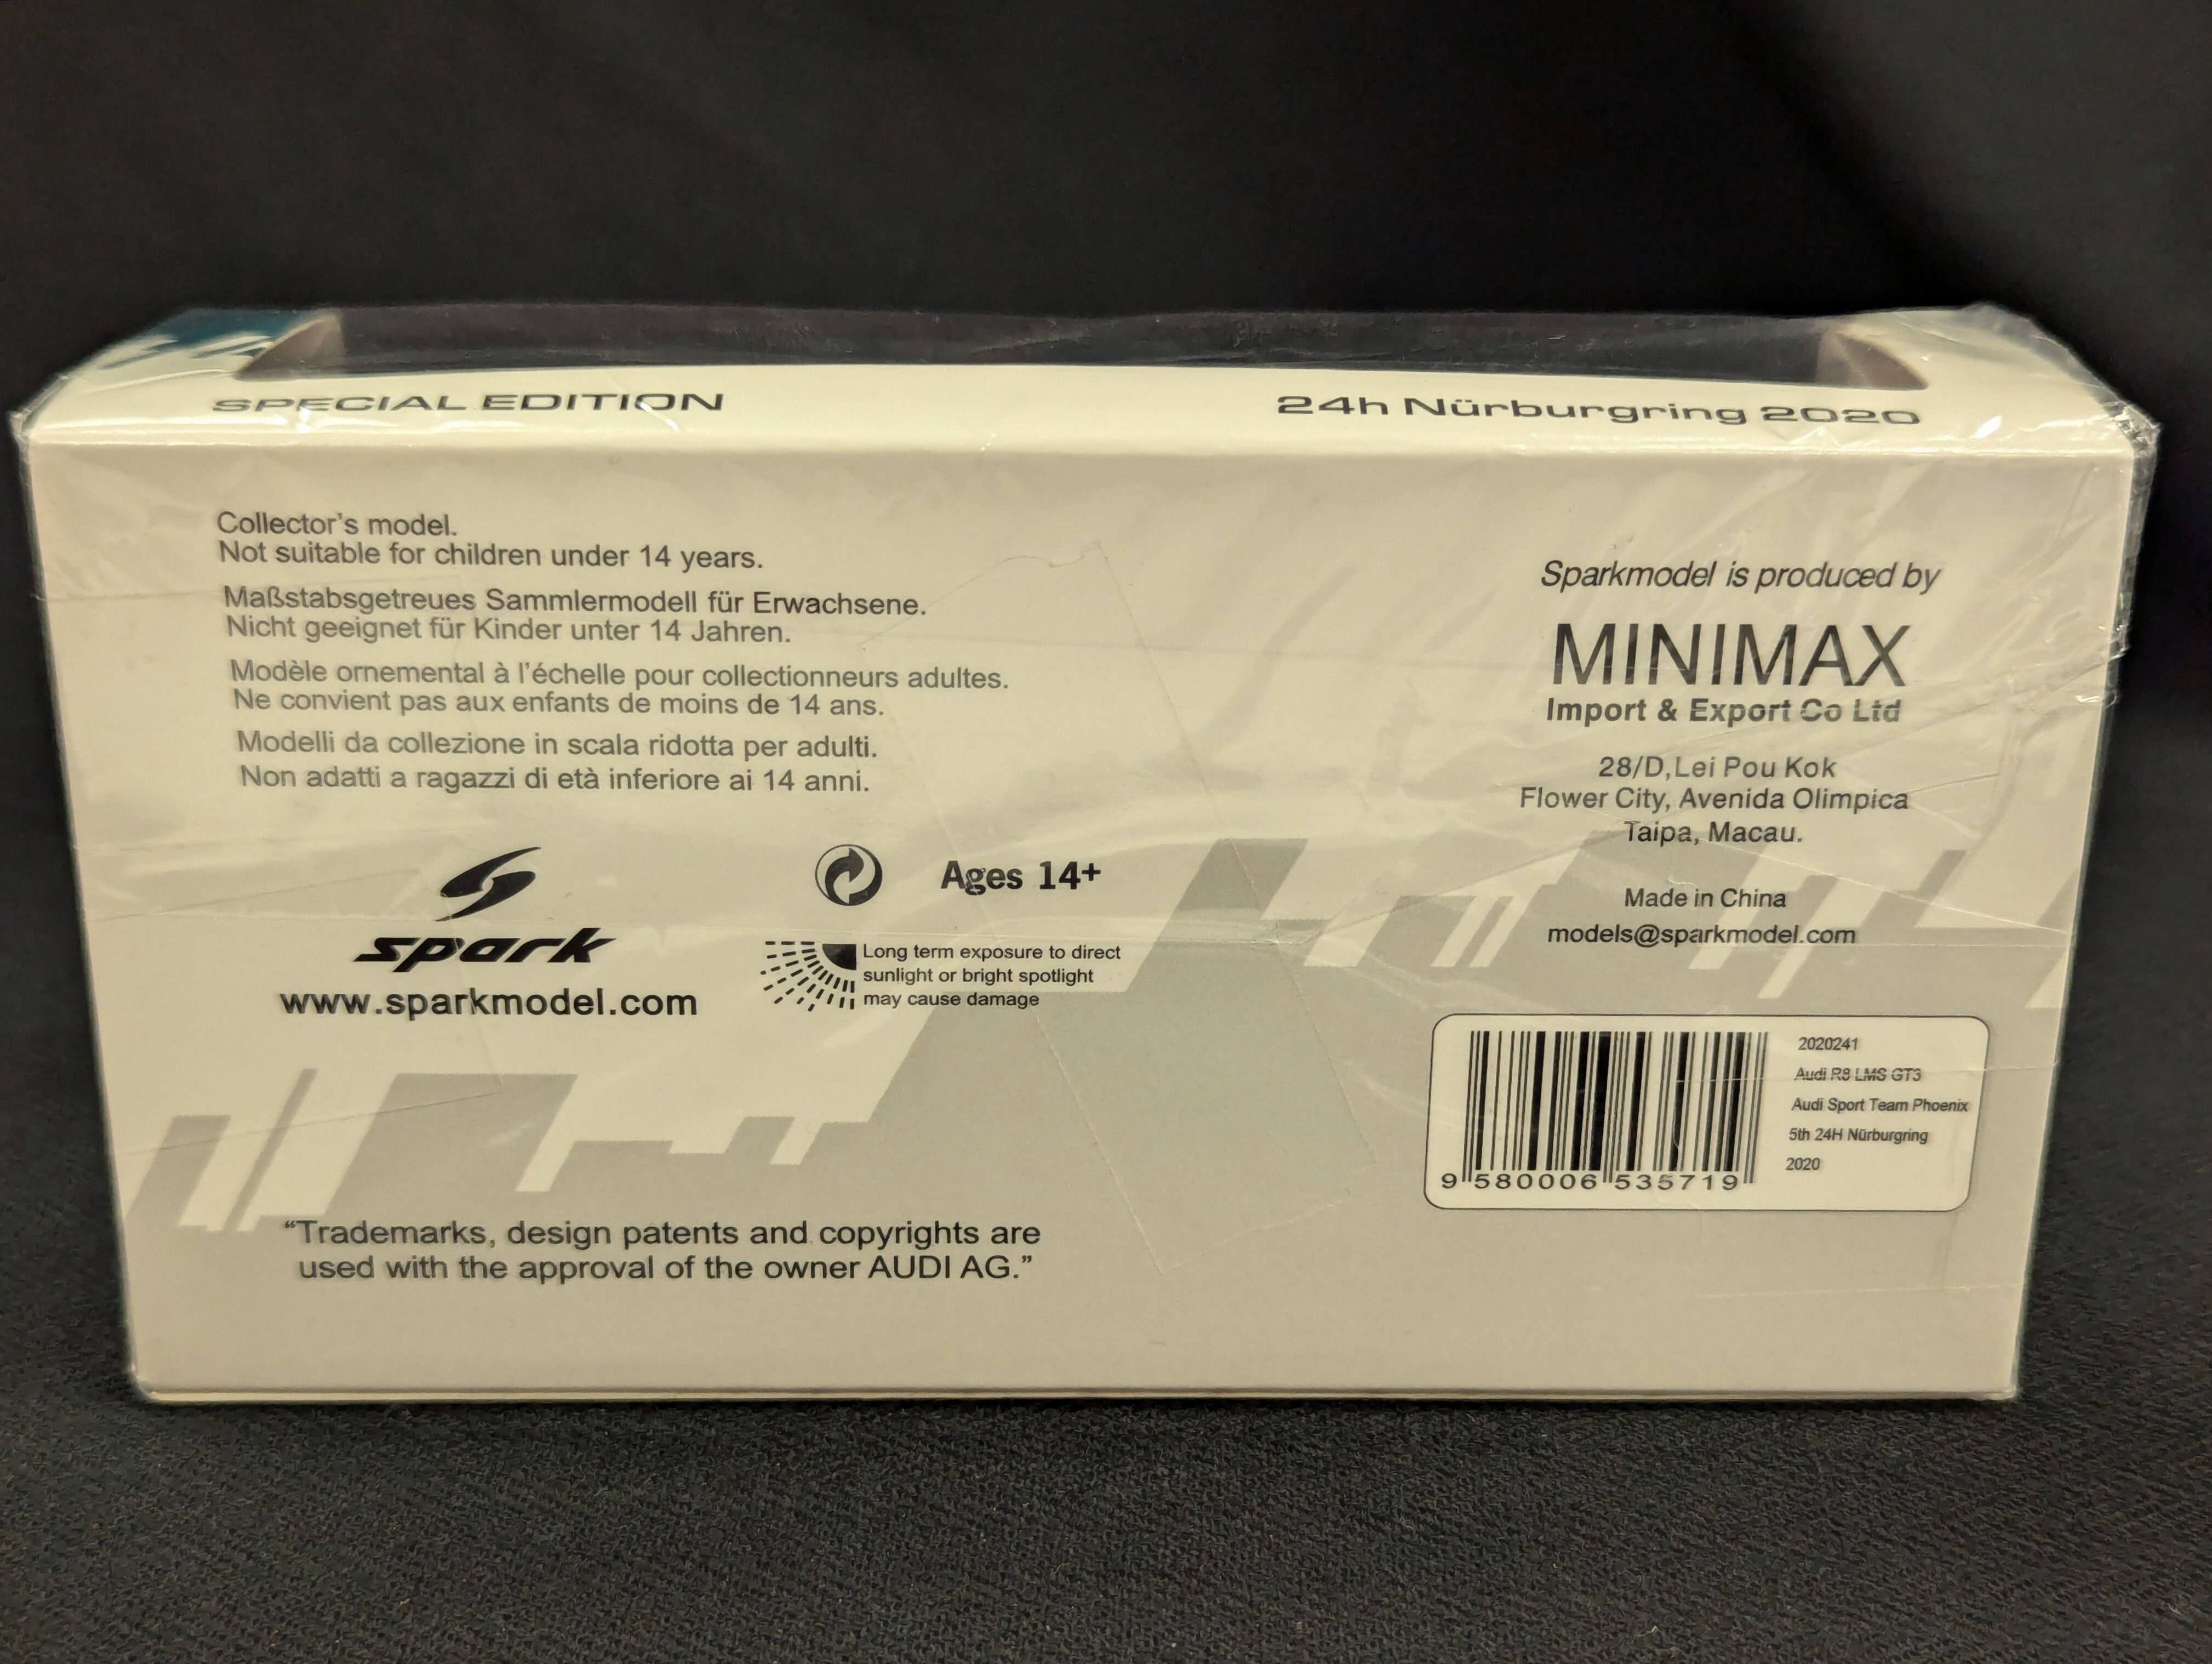 SPECIAL EDITION
24h Nürburgring 2020
Collector's model.
Not suitable for children under 14 years.
Maßstabsgetreues Sammlermodell für Erwachsene.
Nicht geeignet für Kinder unter 14 Jahren.
Modèle ornemental à l'échelle pour collectionneurs adultes.
Ne convient pas aux enfants de moins de 14 ans.
Modelli da collezione in scala ridotta per adulti.
Non adatti a ragazzi di età inferiore ai 14 anni.
spark
www.sparkmodel.com
Ages 14+
Long term exposure to direct
sunlight or bright spotlight
may cause damage
"Trademarks, design patents and copyrights are
used with the approval of the owner AUDI AG."
Sparkmodel is produced by
MINIMAX
Import & Export Co Ltd
28/D,Lei Pou Kok
Flower City, Avenida Olimpica
Taipa, Macau.
Made in China
models@sparkmodel.com
9 580006 535719
2020241
Audi R8 LMS GT3
Audi Sport Team Phoenix
5th 24H Nürburgring
2020